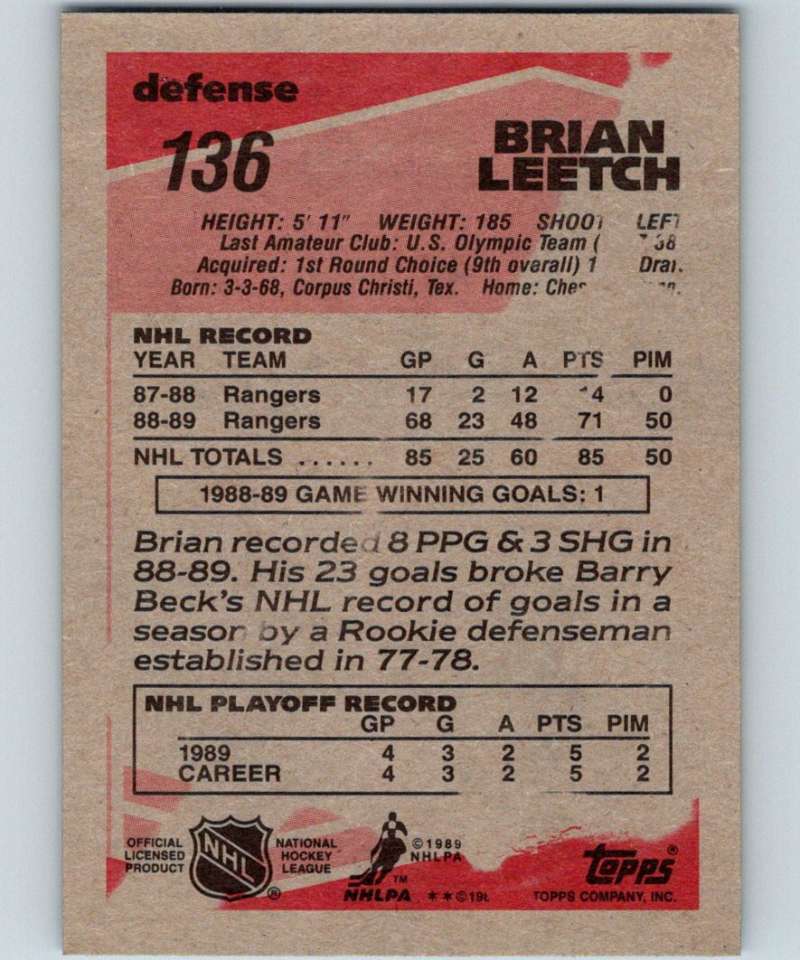 defense
136
BRIAN
LEETCH
HEIGHT: 5' 11" WEIGHT: 185
Last Amateur Club: U.S. Olympic Team (
Acquired: 1st Round Choice (9th overall)
Born: 3-3-68, Corpus Christi, Tex. Home:
NHL RECORD
YEAR TEAM GP G A PTS PIM
87-88 Rangers 17 2 12 0
88-89 Rangers 68 23 48 71 50
NHL TOTALS ...... 85 25 60 85 50
1988-89 GAME WINNING GOALS: 1
Brian recorded 8 PPG & 3 SHG in
88-89. His 23 goals broke Barry
Beck's NHL record of goals in a
season by a Rookie defenseman
established in 77-78.
NHL PLAYOFF RECORD
GP G A PTS PIM
1989 4 3 2 5 2
CAREER 4 3 2 5 2
OFFICIAL
LICENSED
PRODUCT
NHL
®
NATIONAL
HOCKEY
LEAGUE
©1989
NHLPA
TM
NHLPA
topps®
TOPPS COMPANY, INC.